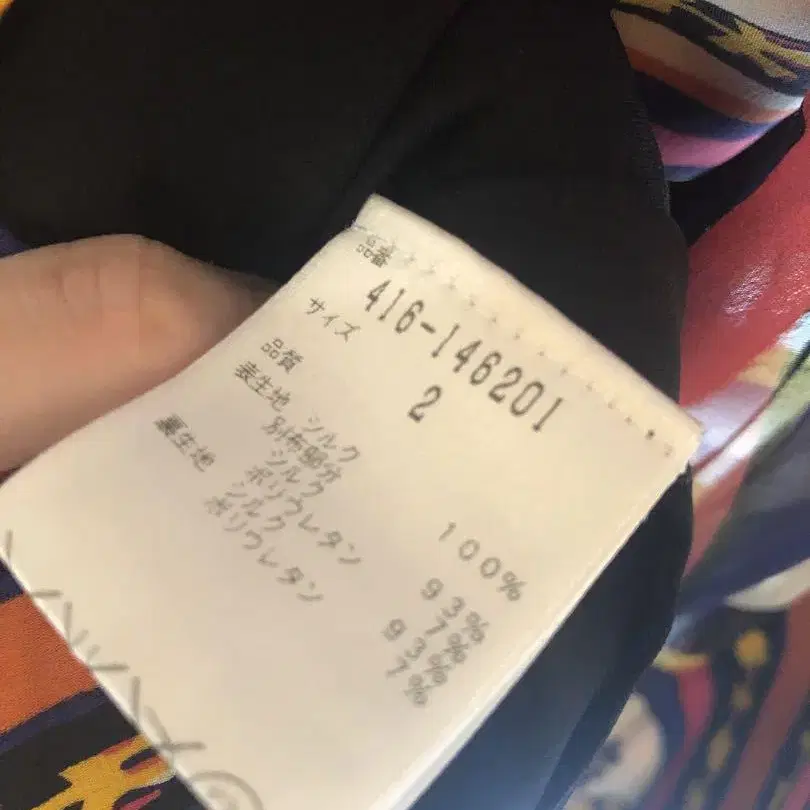 品番 416-146201
サイズ 2
品質
表生地 シルク 100%
別布部分
シルク 93%
ポリウレタン 7%
裏生地 シルク 93%
ポリウレタン 7%